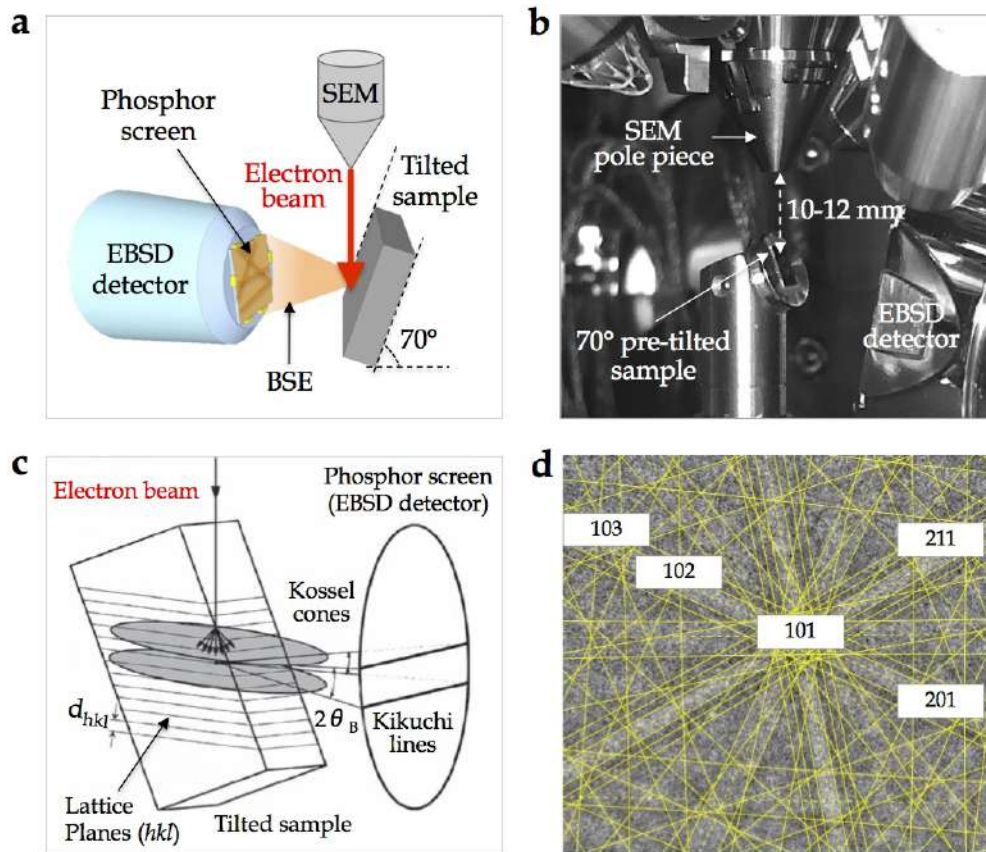 a
SEM
Phosphor
screen
Electron
beam
Tilted
sample
EBSD
detector
BSE
70°
b
SEM
pole piece
10-12 mm
70° pre-tilted
sample
EBSD
detector
c
Electron beam
Phosphor screen
(EBSD detector)
Kossel
cones
d hkl
2θ B
Kikuchi
lines
Lattice
Planes (hkl)
Tilted sample
d
103
211
102
101
201